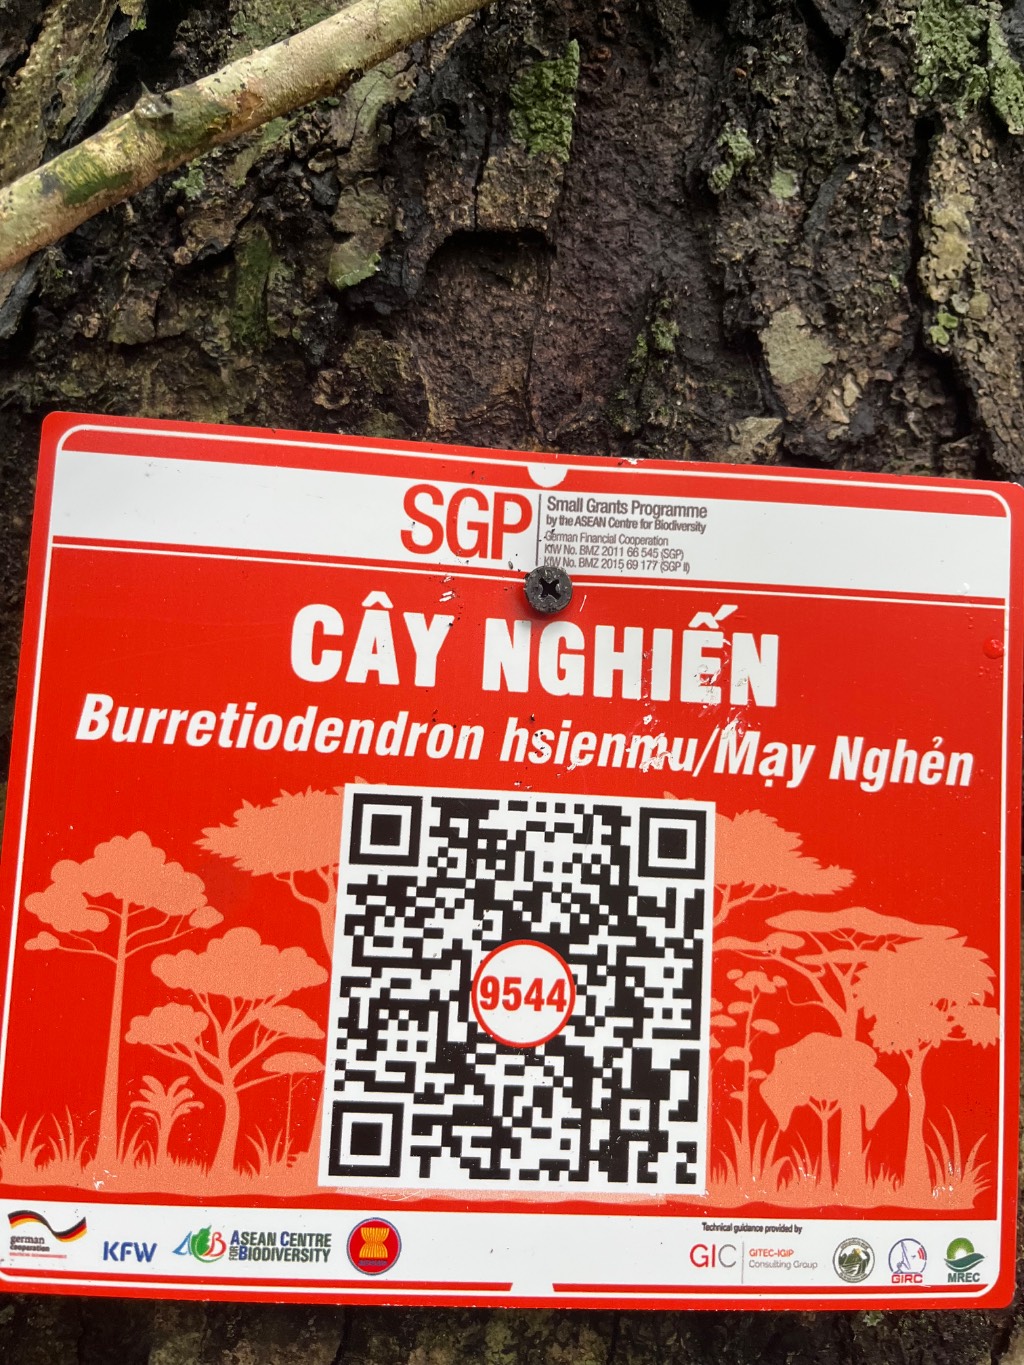 SGP
Small Grants Programme
by the ASEAN Centre for Biodiversity
German Financial Cooperation
KfW No. BMZ 2011 66 545 (SGP)
KfW No. BMZ 2015 69 177 (SGP II)
CÂY NGHIẾN
Burretiodendron hsienmu/Mạy Nghẻn
9544
german
cooperation
KFW
ASEAN CENTRE
FOR BIODIVERSITY
Technical guidance provided by
GIC
GITEC-IGIP
Consulting Group
GIRC
MREC